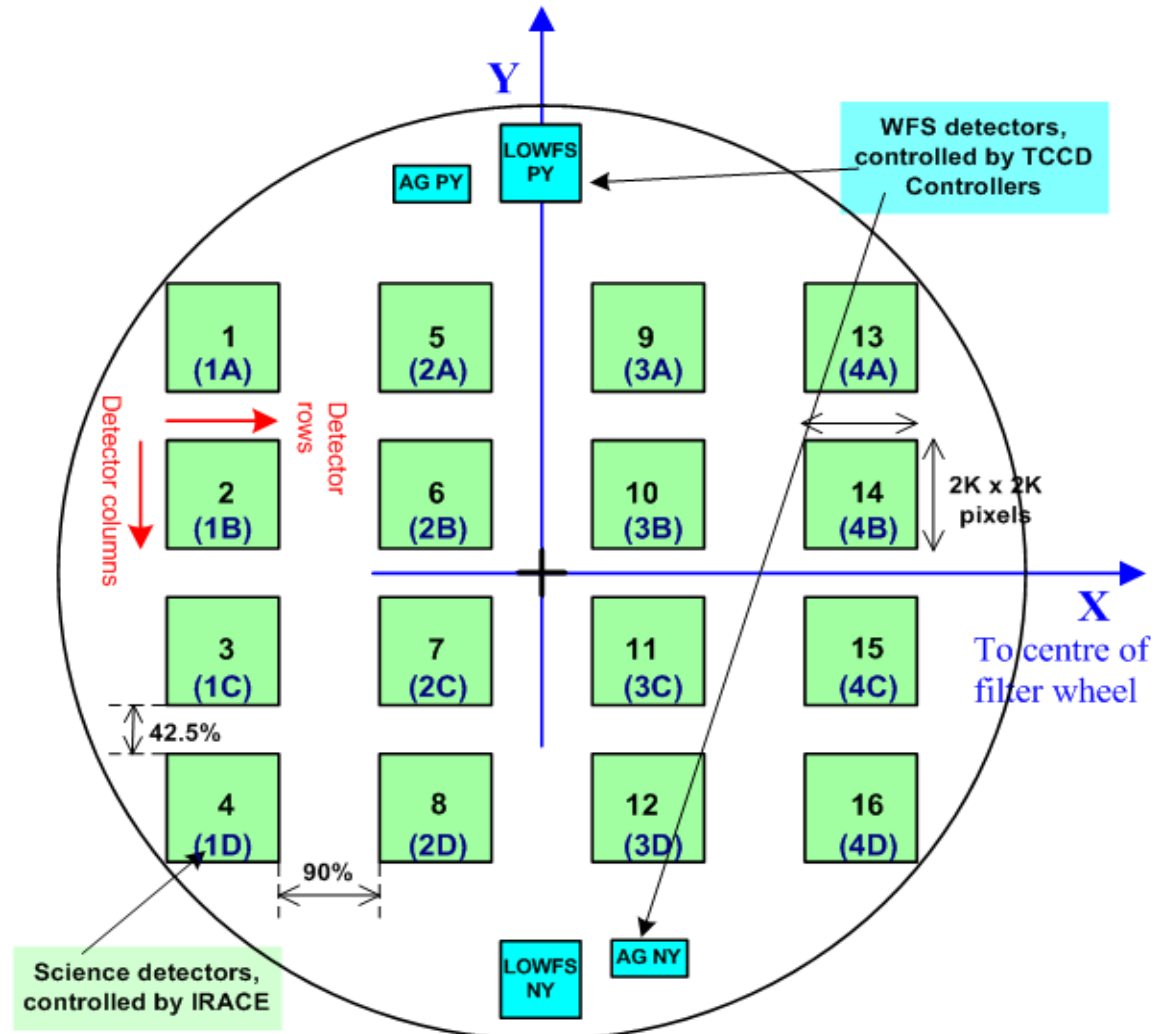 Y
WFS detectors,
controlled by TCCD
Controllers
LOWFS
PY
AG PY
1
(1A)
5
(2A)
9
(3A)
13
(4A)
Detector columns
Detector
rows
2
(1B)
6
(2B)
10
(3B)
14
(4B)
2K x 2K
pixels
X
To centre of
filter wheel
3
(1C)
7
(2C)
11
(3C)
15
(4C)
42.5%
4
(1D)
8
(2D)
12
(3D)
16
(4D)
90%
Science detectors,
controlled by IRACE
LOWFS
NY
AG NY